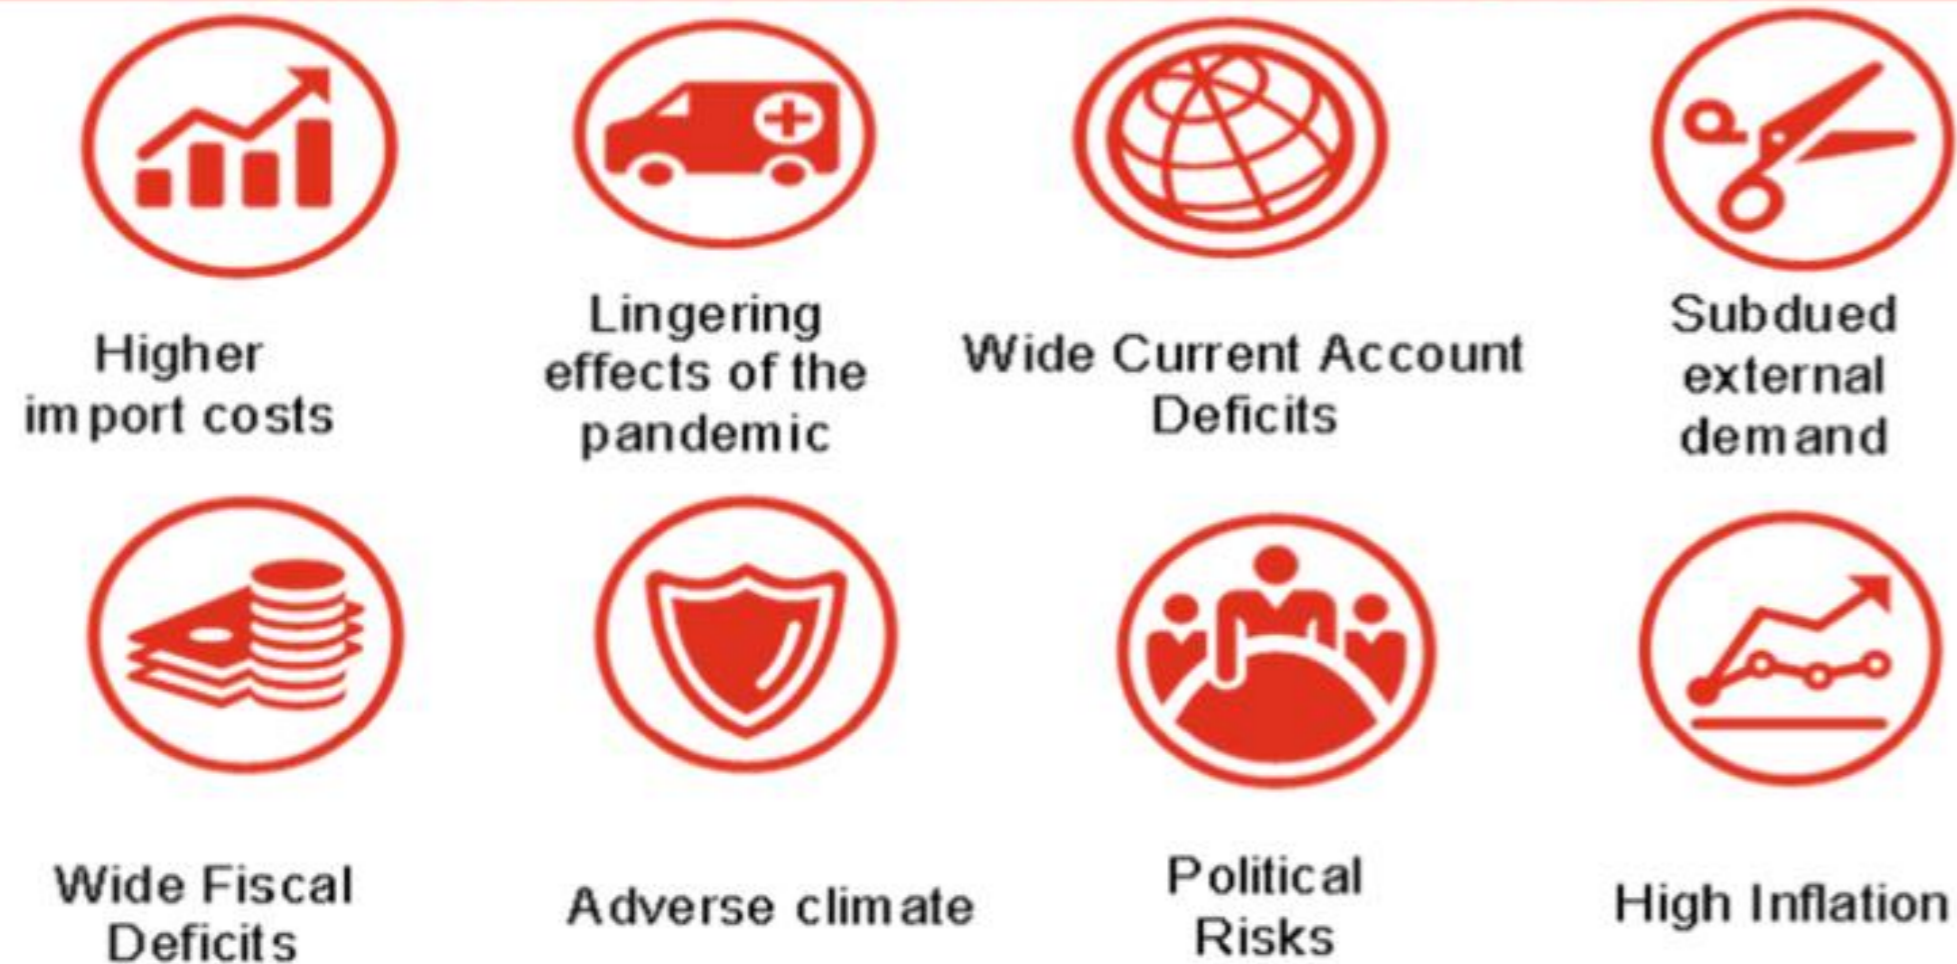 Higher
import costs
Lingering
effects of the
pandemic
Wide Current Account
Deficits
Subdued
external
demand
Wide Fiscal
Deficits
Adverse climate
Political
Risks
High Inflation